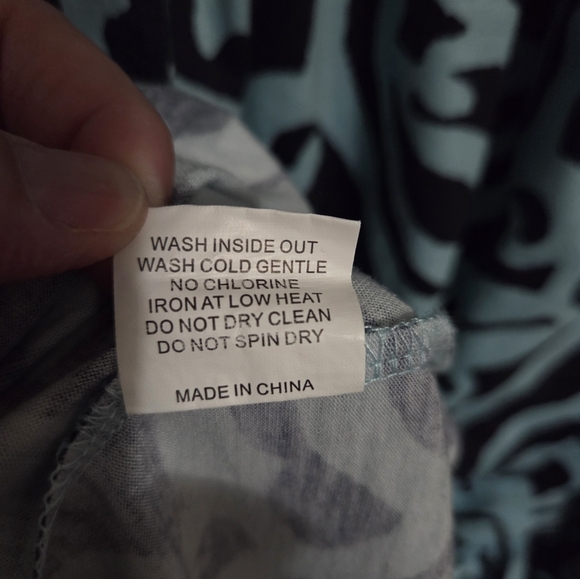 WASH INSIDE OUT
WASH COLD GENTLE
NO CHLORINE
IRON AT LOW HEAT
DO NOT DRY CLEAN
DO NOT SPIN DRY
MADE IN CHINA